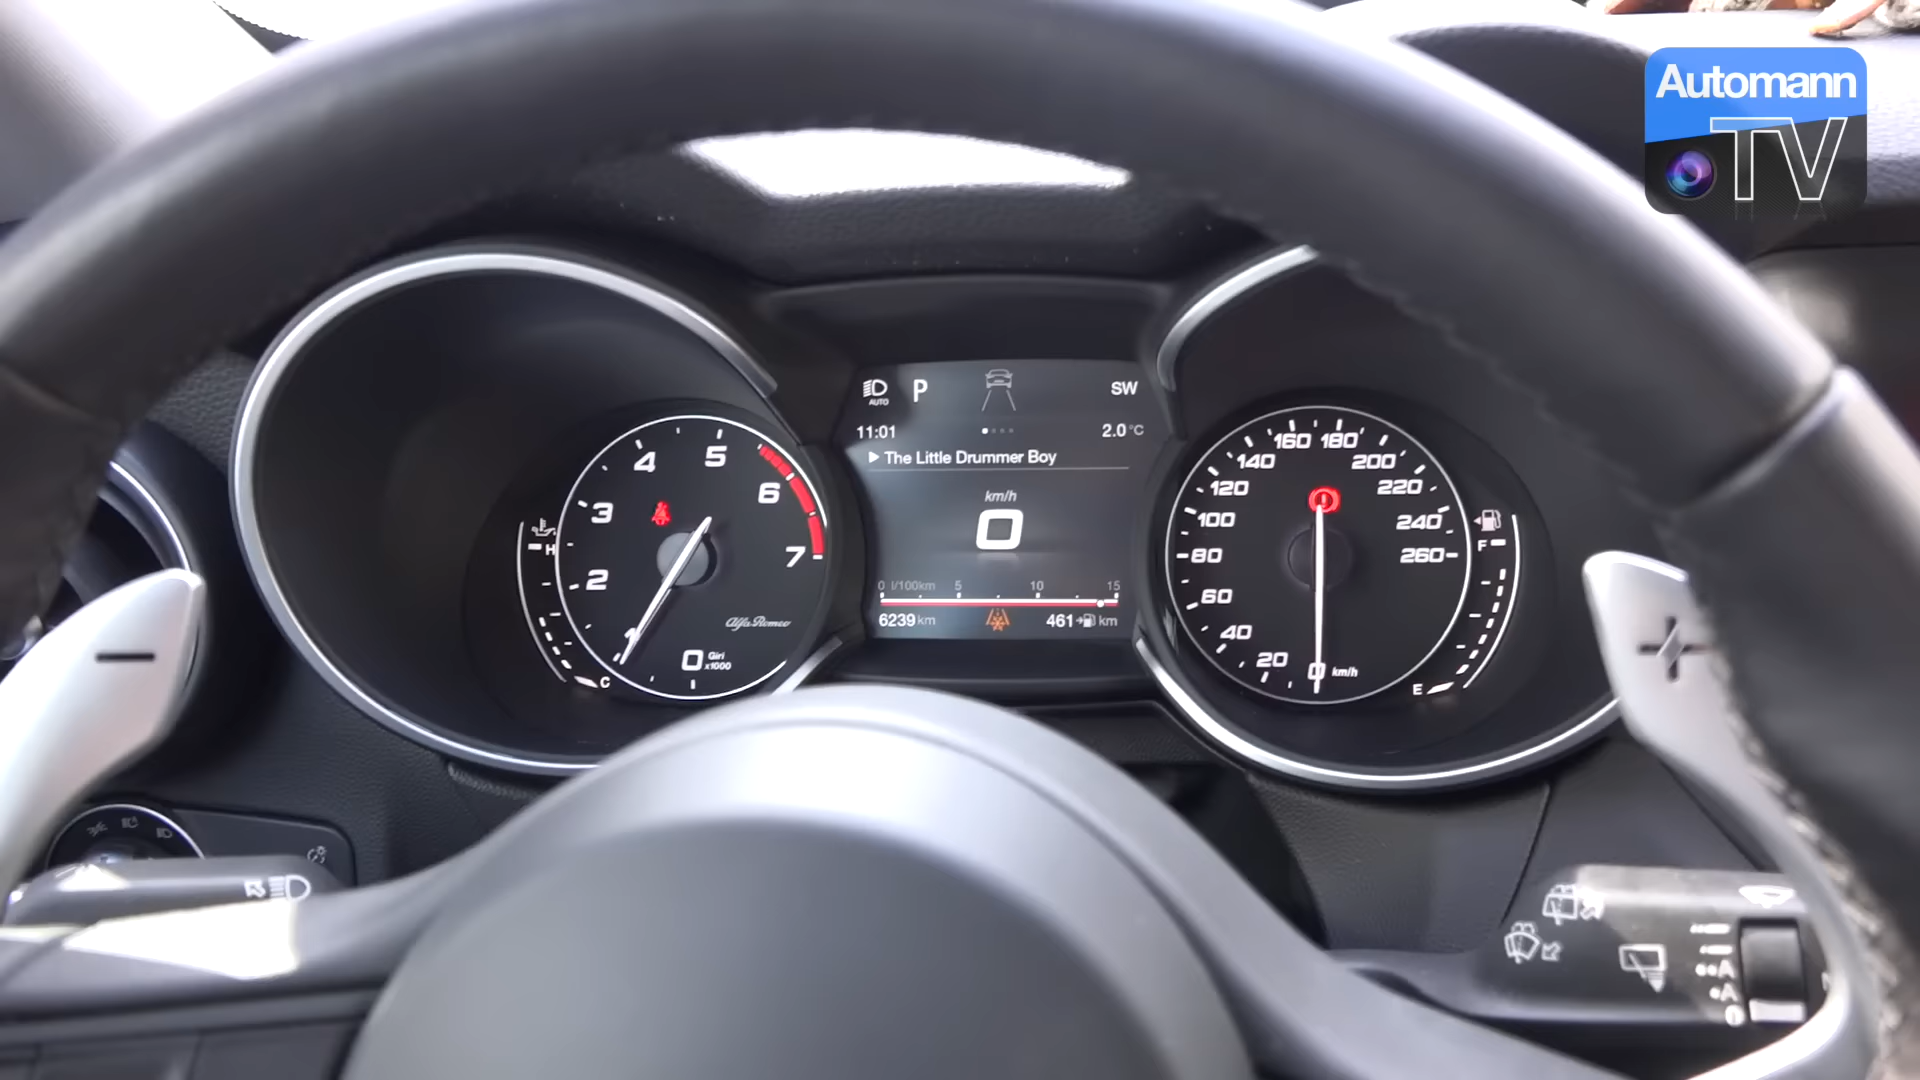 Automann
TV
AUTO
P
SW
11:01
2.0 °C
The Little Drummer Boy
km/h
0
0 l/100km 5 10 15
6239 km
461 km
1
2
3
4
5
6
7
H
C
Alfa Romeo
0 Giri
x1000
0
20
40
60
80
100
120
140
160
180
200
220
240
260
km/h
F
E
−
+
A
A
0